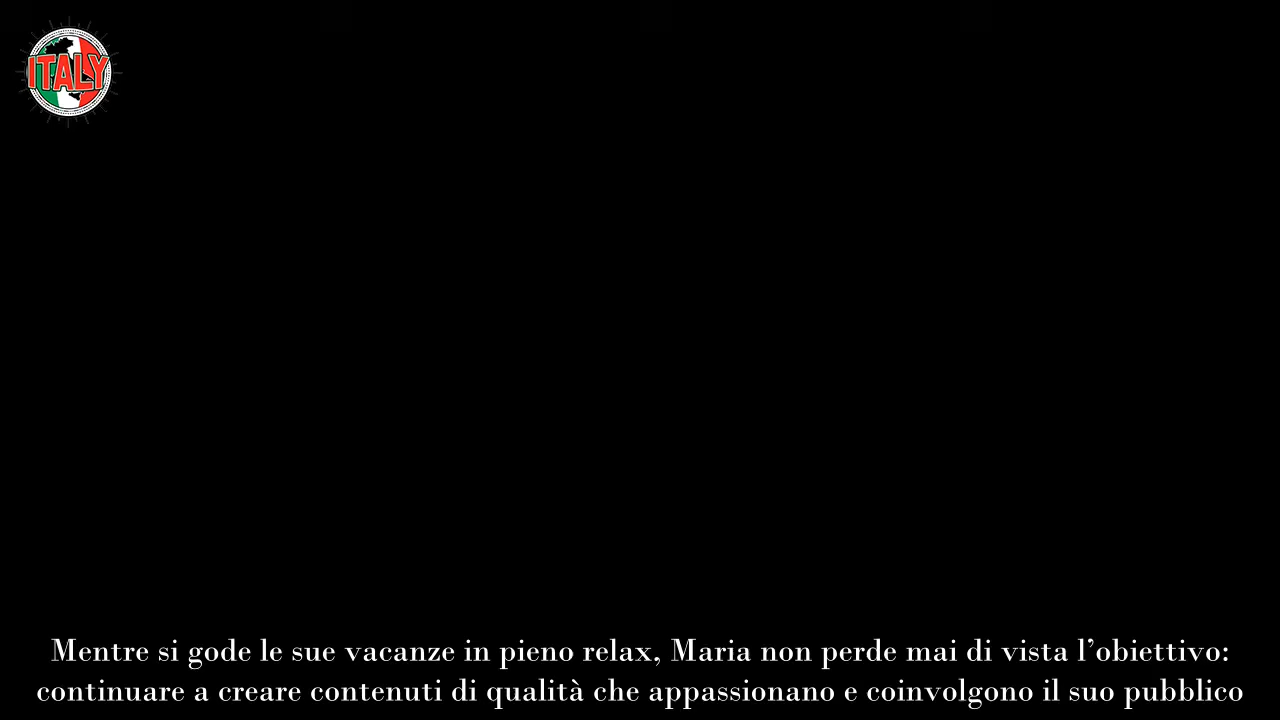 ITALY
Mentre si gode le sue vacanze in pieno relax, Maria non perde mai di vista l’obiettivo:
continuare a creare contenuti di qualità che appassionano e coinvolgono il suo pubblico